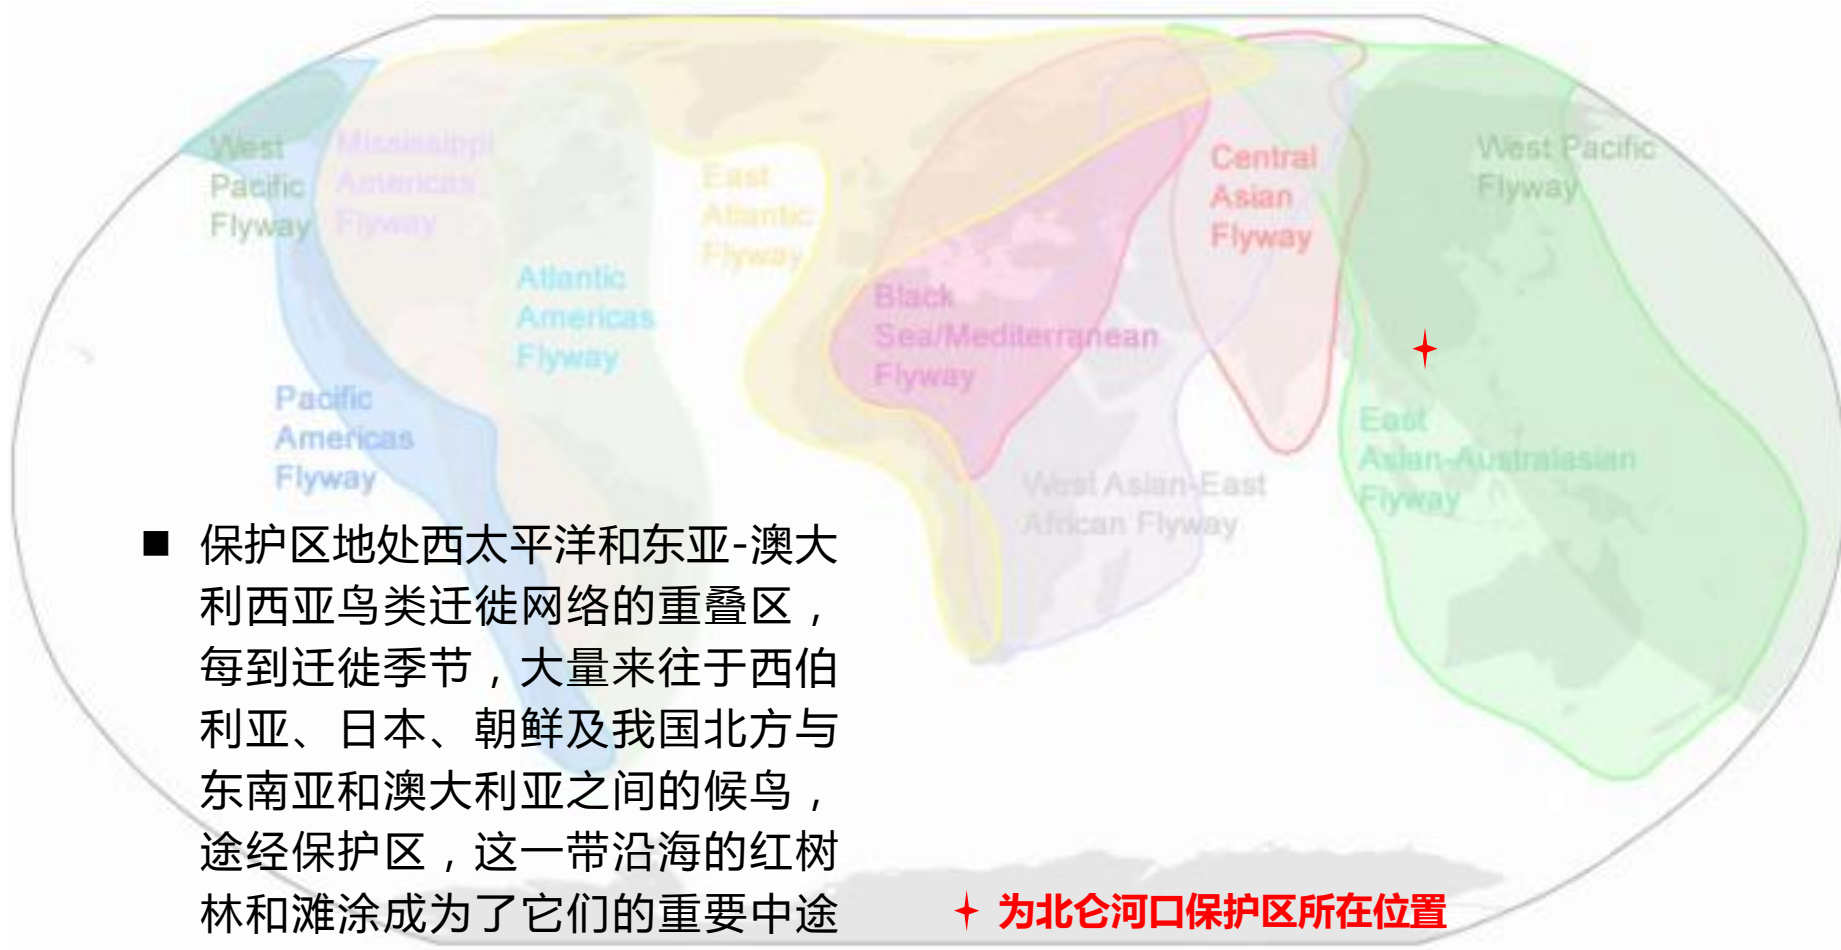 West
Pacific
Flyway
Mississippi
Americas
Flyway
East
Atlantic
Flyway
Central
Asian
Flyway
West Pacific
Flyway
Atlantic
Americas
Flyway
Black
Sea/Mediterranean
Flyway
Pacific
Americas
Flyway
East
Asian-Australasian
Flyway
West Asian-East
African Flyway
■ 保护区地处西太平洋和东亚-澳大
利西亚鸟类迁徙网络的重叠区，
每到迁徙季节，大量来往于西伯
利亚、日本、朝鲜及我国北方与
东南亚和澳大利亚之间的候鸟，
途经保护区，这一带沿海的红树
林和滩涂成为了它们的重要中途
为北仑河口保护区所在位置